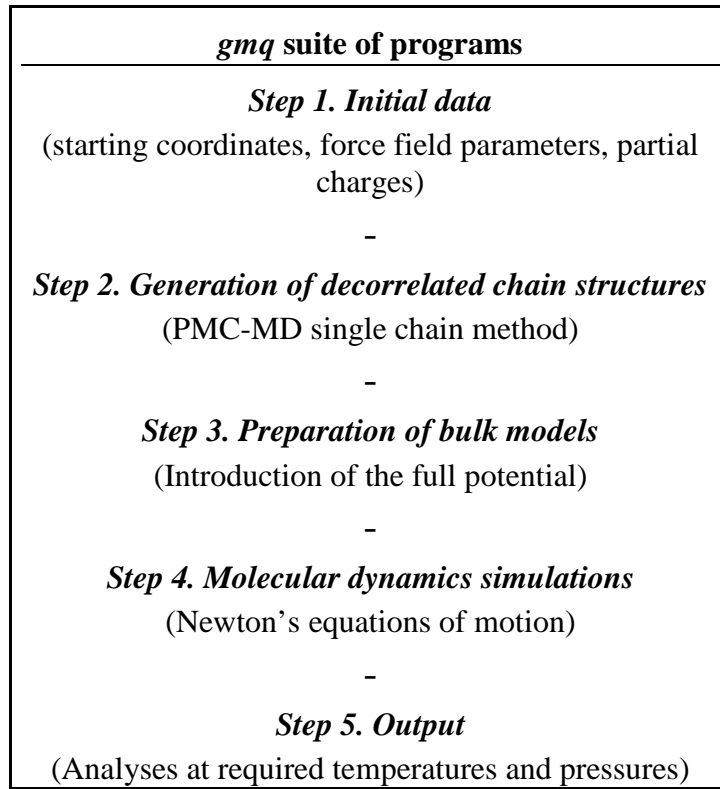 gmq suite of programs
Step 1. Initial data
(starting coordinates, force field parameters, partial
charges)
-
Step 2. Generation of decorrelated chain structures
(PMC-MD single chain method)
-
Step 3. Preparation of bulk models
(Introduction of the full potential)
-
Step 4. Molecular dynamics simulations
(Newton’s equations of motion)
-
Step 5. Output
(Analyses at required temperatures and pressures)